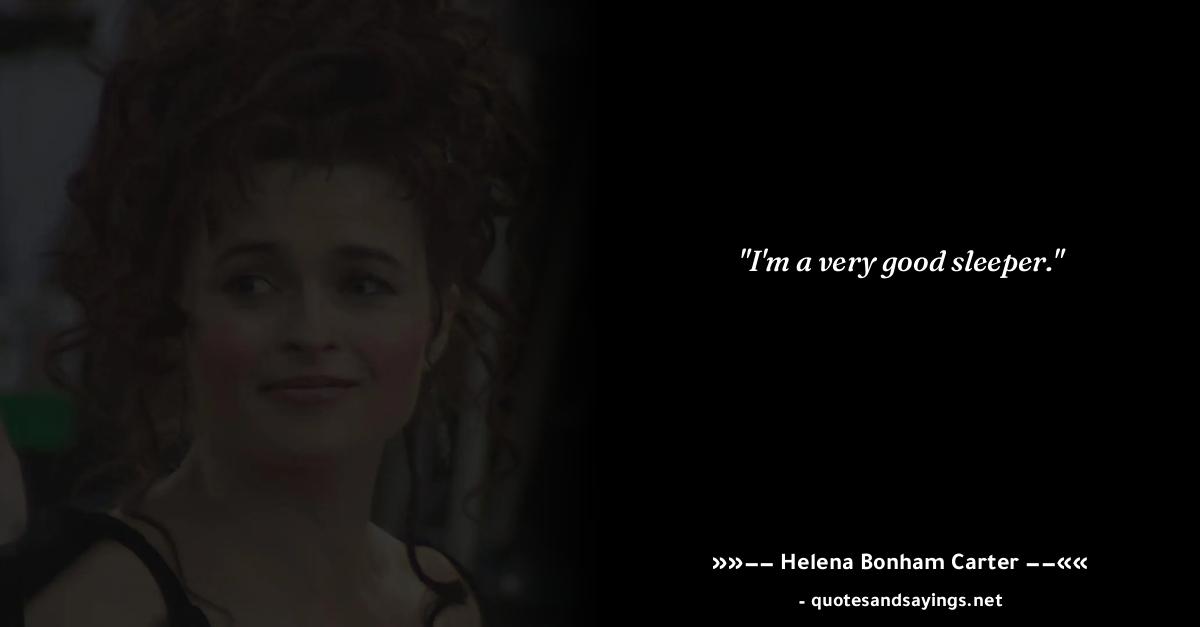 "I'm a very good sleeper."
»»–– Helena Bonham Carter ––««
- quotesandsayings.net